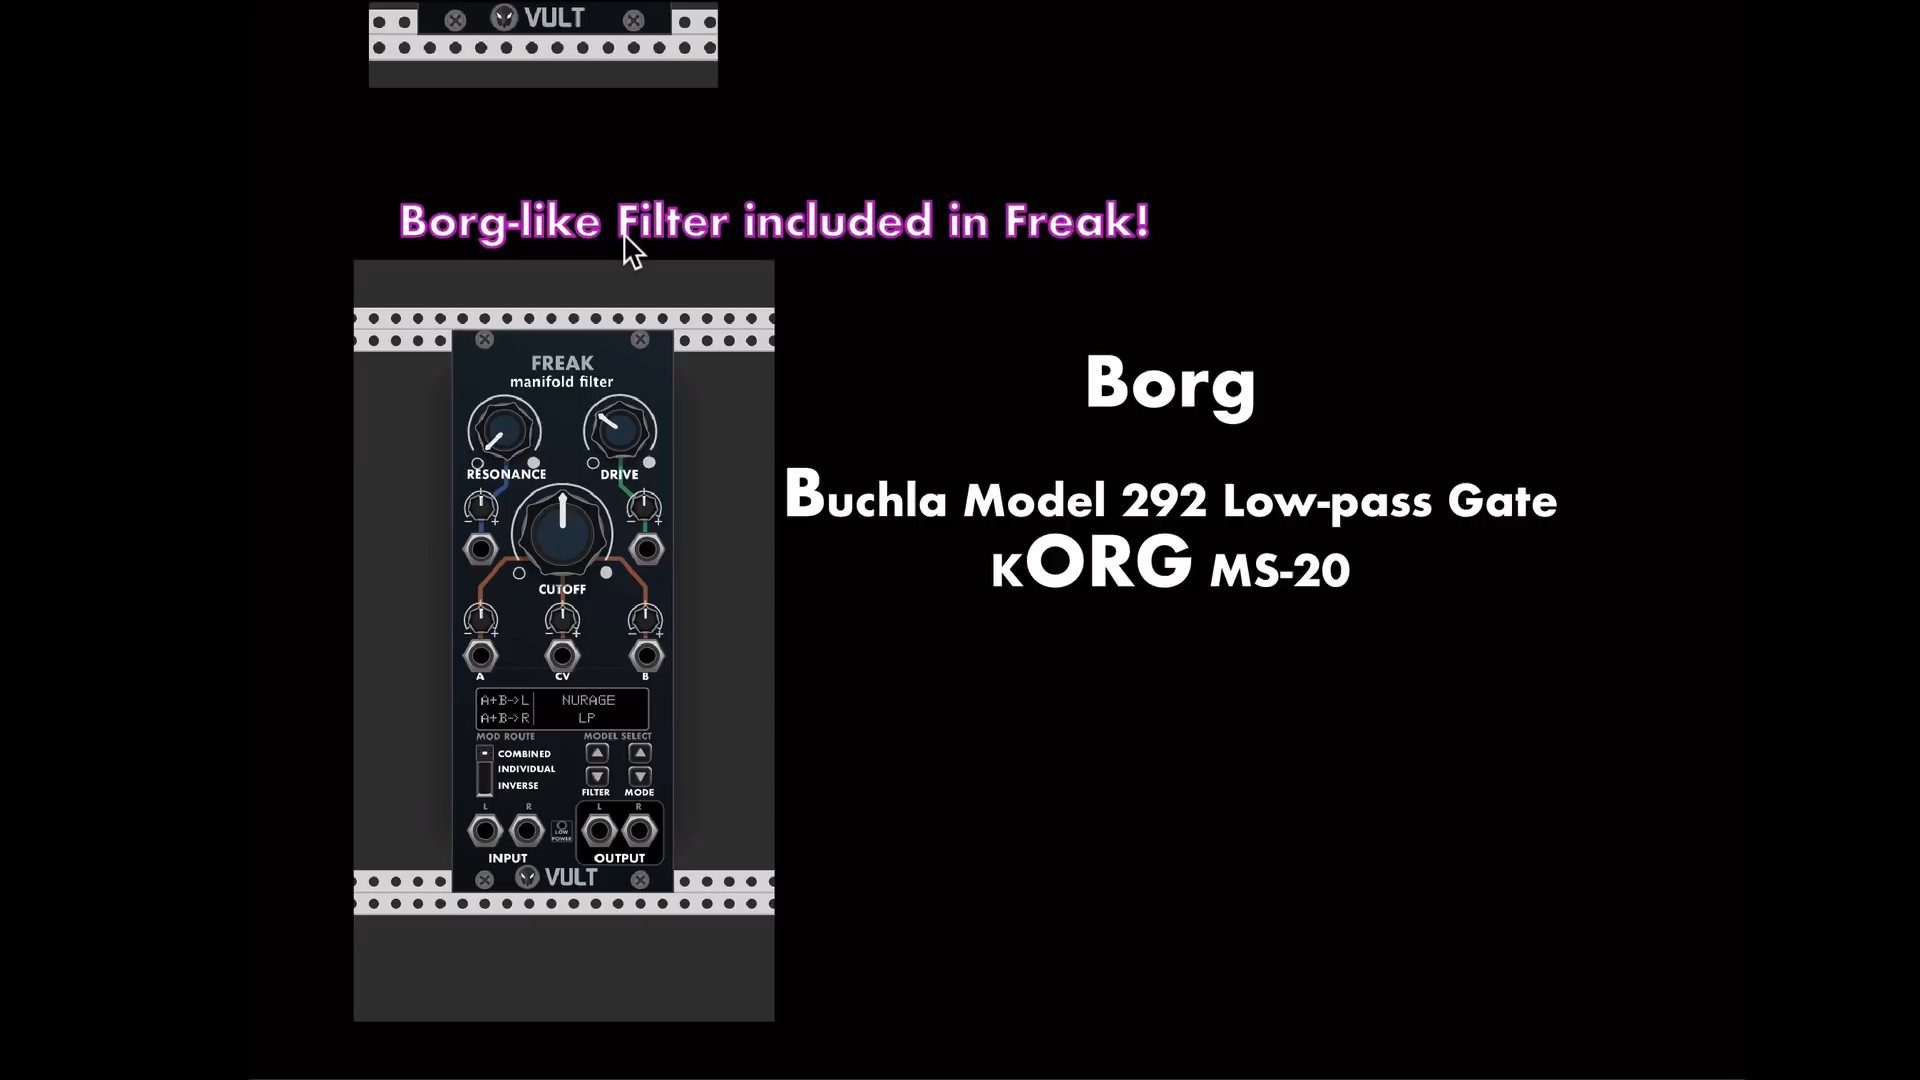 VULT
Borg-like Filter included in Freak!
FREAK
manifold filter
RESONANCE DRIVE
- + - +
CUTOFF
- + - + - +
A CV B
A+B->L NURAGE
A+B->R LP
MOD ROUTE MODEL SELECT
COMBINED
INDIVIDUAL
INVERSE
FILTER MODE
L R L R
LOW
POWER
INPUT OUTPUT
VULT
Borg
Buchla Model 292 Low-pass Gate
KORG MS-20